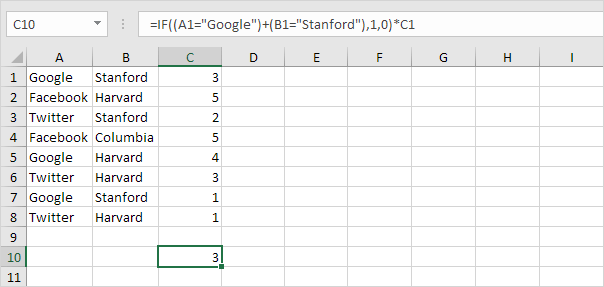 C10 =IF((A1="Google")+(B1="Stanford"),1,0)*C1
A B C D E F G H I
1 Google Stanford 3
2 Facebook Harvard 5
3 Twitter Stanford 2
4 Facebook Columbia 5
5 Google Harvard 4
6 Twitter Harvard 3
7 Google Stanford 1
8 Twitter Harvard 1
9
10 3
11